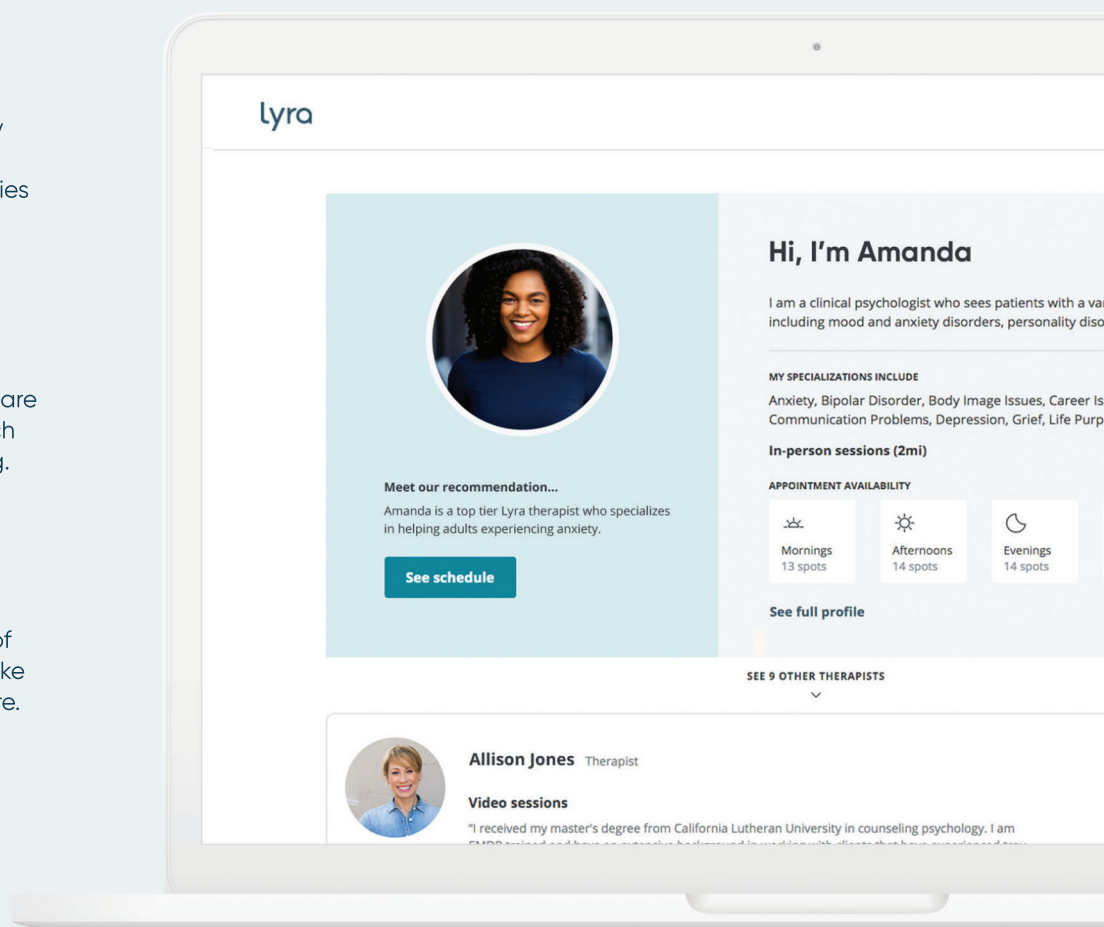 ies
are
g.
of
ke
re.
lyra
Meet our recommendation...
Amanda is a top tier Lyra therapist who specializes
in helping adults experiencing anxiety.
See schedule
Hi, I'm Amanda
I am a clinical psychologist who sees patients with a
including mood and anxiety disorders, personality
MY SPECIALIZATIONS INCLUDE
Anxiety, Bipolar Disorder, Body Image Issues, Career
Communication Problems, Depression, Grief, Life
In-person sessions (2mi)
APPOINTMENT AVAILABILITY
Mornings
13 spots
Afternoons
14 spots
Evenings
14 spots
See full profile
SEE 9 OTHER THERAPISTS
Allison Jones Therapist
Video sessions
"I received my master's degree from California Lutheran University in counseling psychology. I am